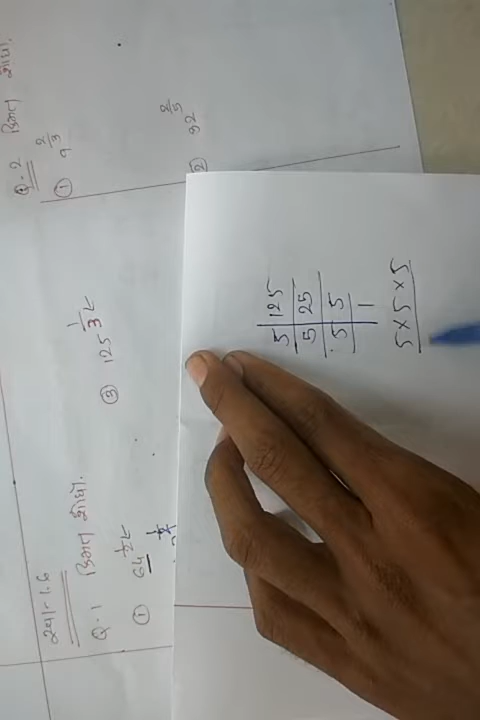 સ્વા- 1.6
Q. 1 કિંમત શોધો.
① 64^1/2
③ 125^1/3
Q. 2 કિંમત શોધો.
① 9^2/3
② 32^2/5
5 | 125
5 | 25
5 | 5
1
5 × 5 × 5